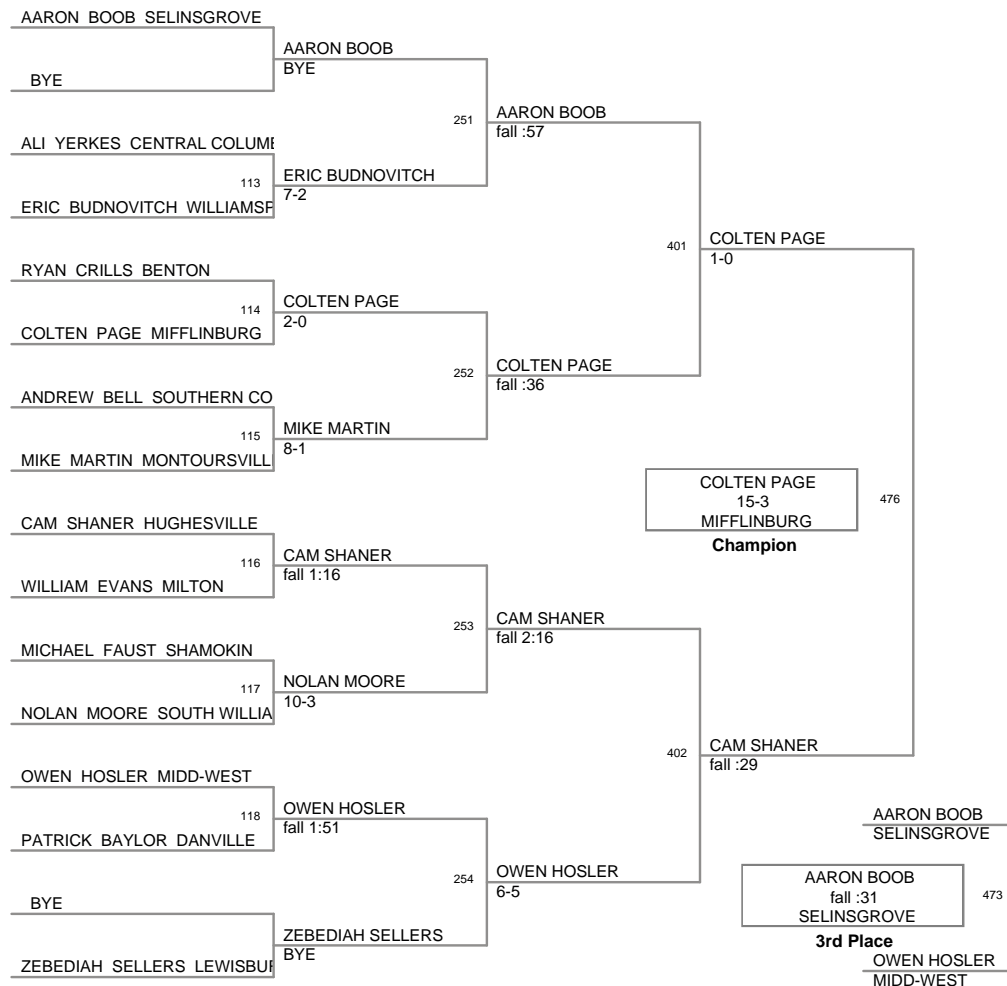 AARON BOOB SELINSGROVE
BYE
AARON BOOB
BYE
251
AARON BOOB
fall :57
ALI YERKES CENTRAL COLUMB
113
ERIC BUDNOVITCH WILLIAMSP
ERIC BUDNOVITCH
7-2
401
COLTEN PAGE
1-0
RYAN CRILLS BENTON
114
COLTEN PAGE MIFFLINBURG
COLTEN PAGE
2-0
252
COLTEN PAGE
fall :36
ANDREW BELL SOUTHERN CO
115
MIKE MARTIN MONTOURSVILL
MIKE MARTIN
8-1
COLTEN PAGE
15-3
MIFFLINBURG
Champion
476
CAM SHANER HUGHESVILLE
116
WILLIAM EVANS MILTON
CAM SHANER
fall 1:16
253
CAM SHANER
fall 2:16
MICHAEL FAUST SHAMOKIN
117
NOLAN MOORE SOUTH WILLIA
NOLAN MOORE
10-3
402
CAM SHANER
fall :29
OWEN HOSLER MIDD-WEST
118
PATRICK BAYLOR DANVILLE
OWEN HOSLER
fall 1:51
254
OWEN HOSLER
6-5
BYE
ZEBEDIAH SELLERS LEWISBUR
ZEBEDIAH SELLERS
BYE
AARON BOOB
SELINSGROVE
AARON BOOB
fall :31
SELINSGROVE
3rd Place
473
OWEN HOSLER
MIDD-WEST